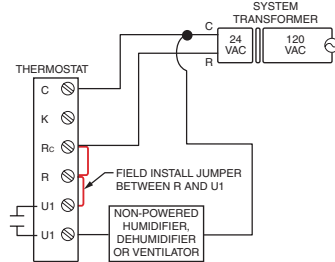 SYSTEM
TRANSFORMER
C
24
VAC
120
VAC
R
THERMOSTAT
C
K
RC
R
FIELD INSTALL JUMPER
BETWEEN R AND U1
U1
U1
NON-POWERED
HUMIDIFIER,
DEHUMIDIFIER
OR VENTILATOR